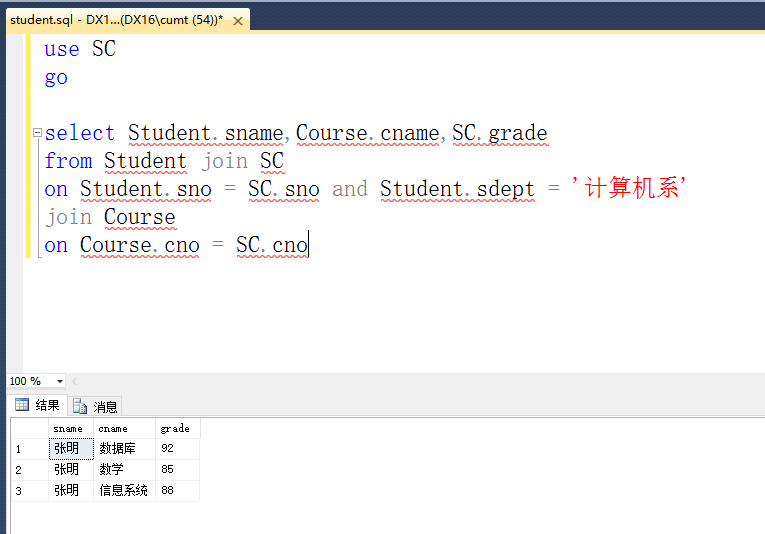 student.sql - DX1...(DX16\cumt (54))*
use SC
go
select Student.sname,Course.cname,SC.grade
from Student join SC
on Student.sno = SC.sno and Student.sdept = '计算机系'
join Course
on Course.cno = SC.cno
100 %
结果 消息
sname cname grade
1 张明 数据库 92
2 张明 数学 85
3 张明 信息系统 88